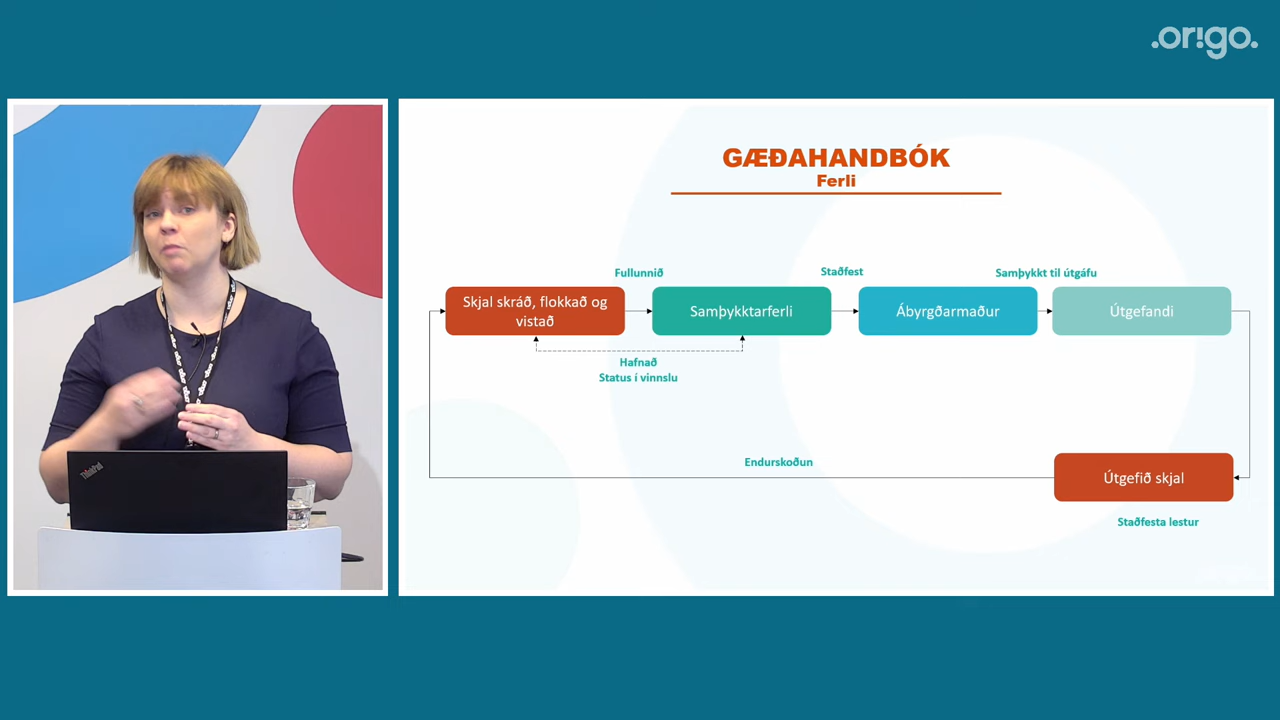 .origo.
GÆÐAHANDBÓK
Ferli
Fullunnið
Staðfest
Samþykkt til útgáfu
Skjal skráð, flokkað og
vistað
Samþykktarferli
Ábyrgðarmaður
Útgefandi
Hafnað
Status í vinnslu
Endurskoðun
Útgefið skjal
Staðfesta lestur
ThinkPad